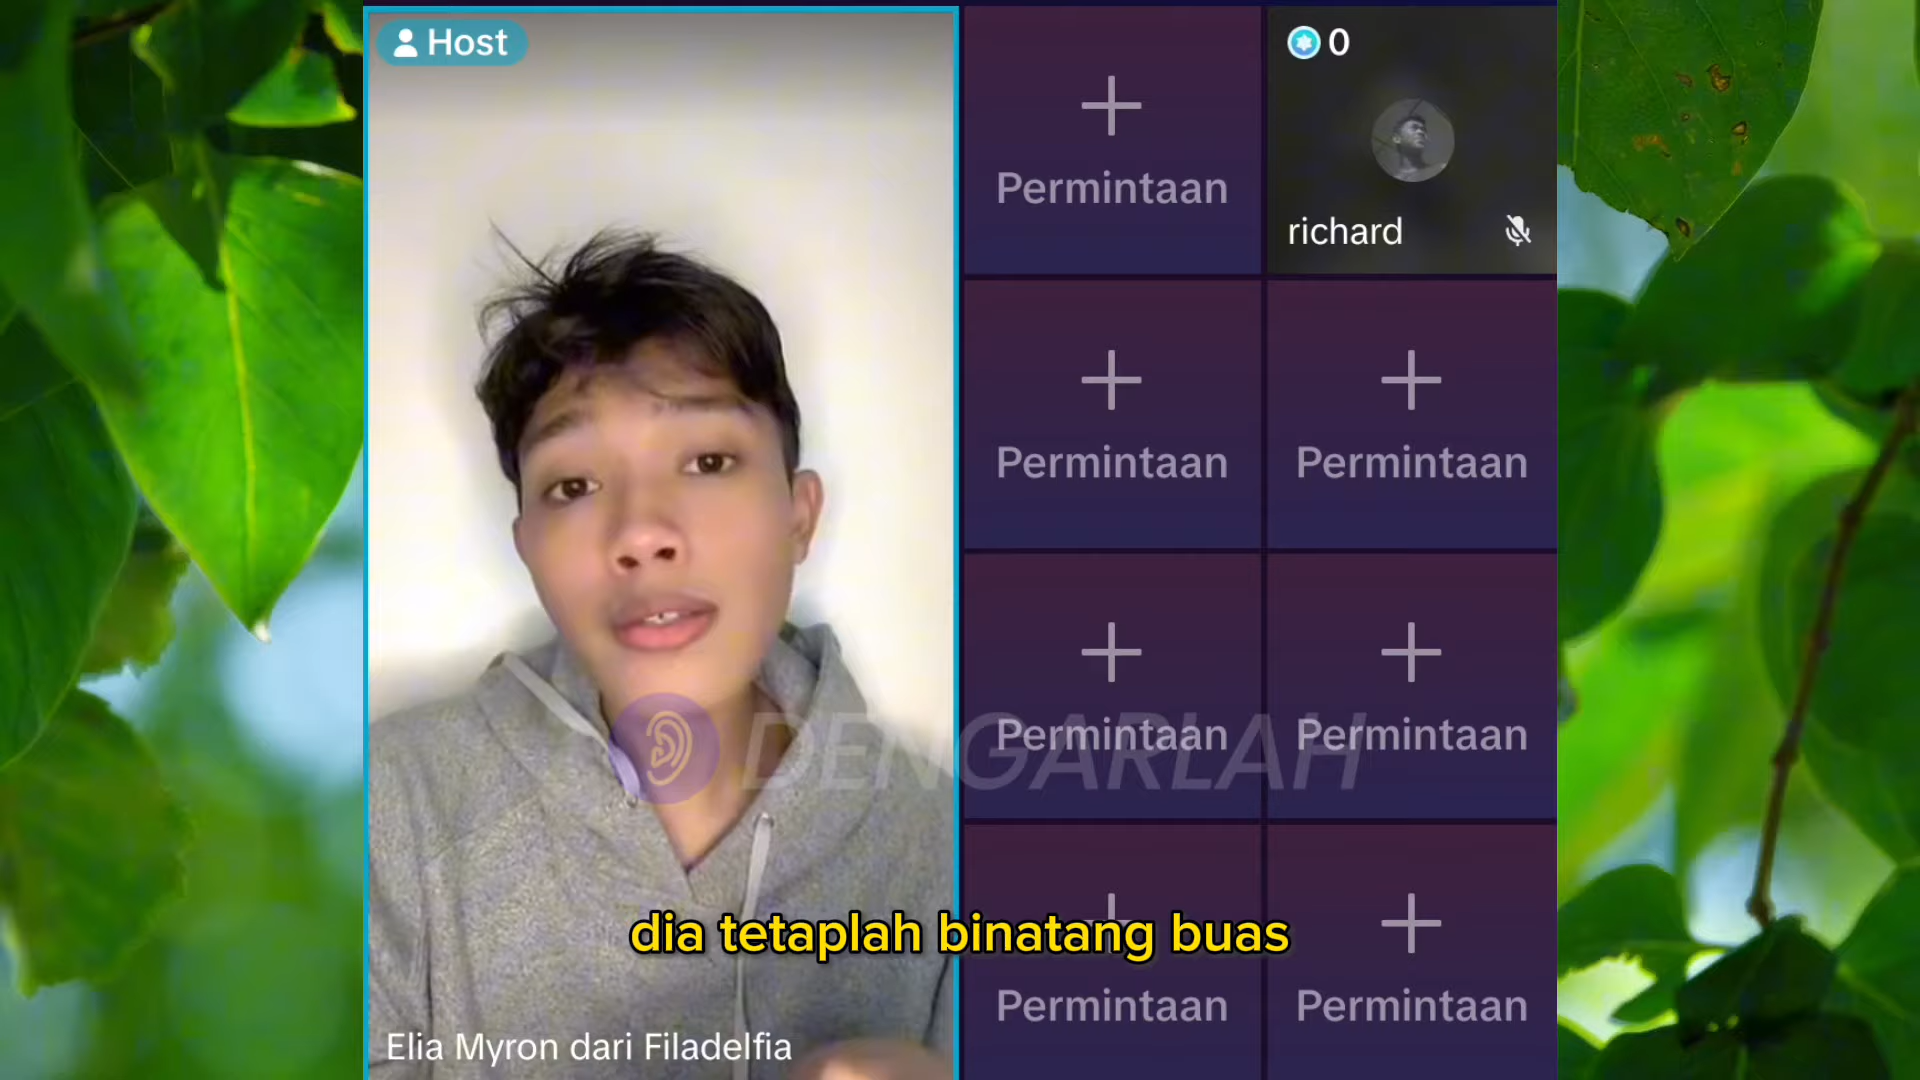 Host
0
Permintaan
richard
Permintaan
Permintaan
Permintaan
Permintaan
DENGARLAH
dia tetaplah binatang buas
Permintaan
Permintaan
Elia Myron dari Filadelfia